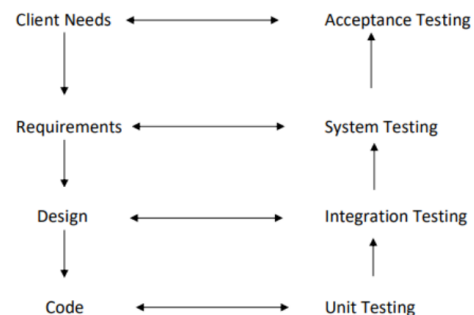 Client Needs
Acceptance Testing
Requirements
System Testing
Design
Integration Testing
Code
Unit Testing